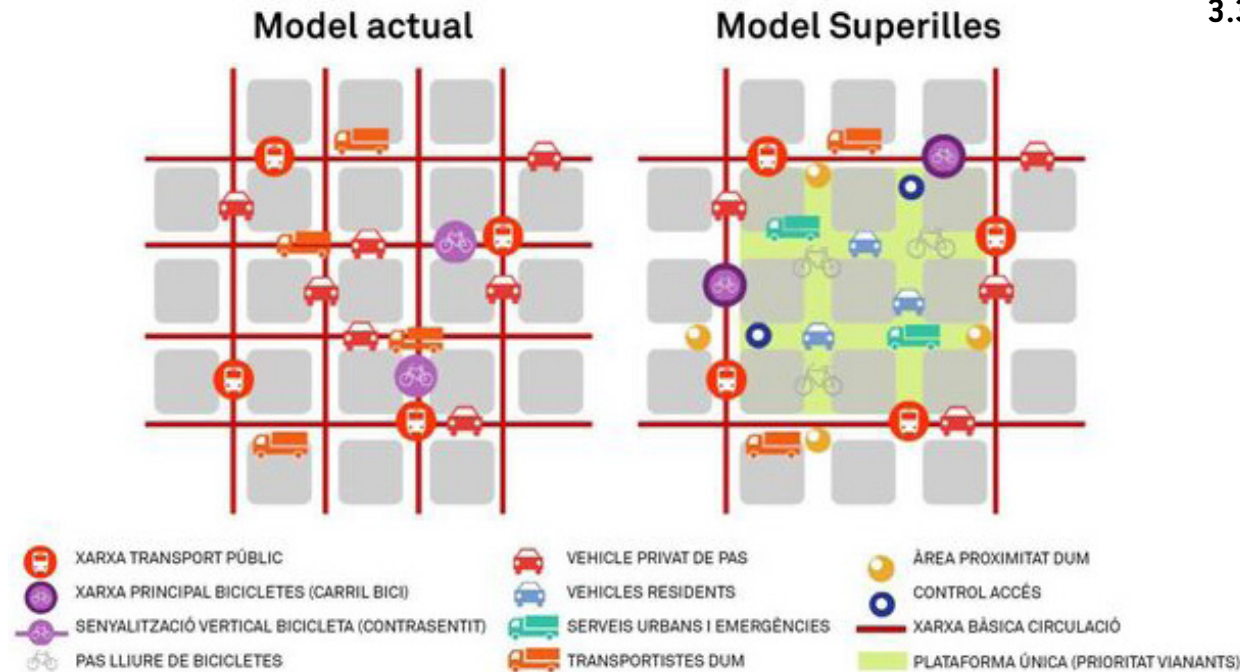 3.3
Model actual
Model Superilles
XARXA TRANSPORT PÚBLIC
XARXA PRINCIPAL BICICLETES (CARRIL BICI)
SENYALITZACIÓ VERTICAL BICICLETA (CONTRASENTIT)
PAS LLIURE DE BICICLETES
VEHICLE PRIVAT DE PAS
VEHICLES RESIDENTS
SERVEIS URBANS I EMERGÈNCIES
TRANSPORTISTES DUM
ÀREA PROXIMITAT DUM
CONTROL ACCÉS
XARXA BÀSICA CIRCULACIÓ
PLATAFORMA ÚNICA (PRIORITAT VIANANTS)